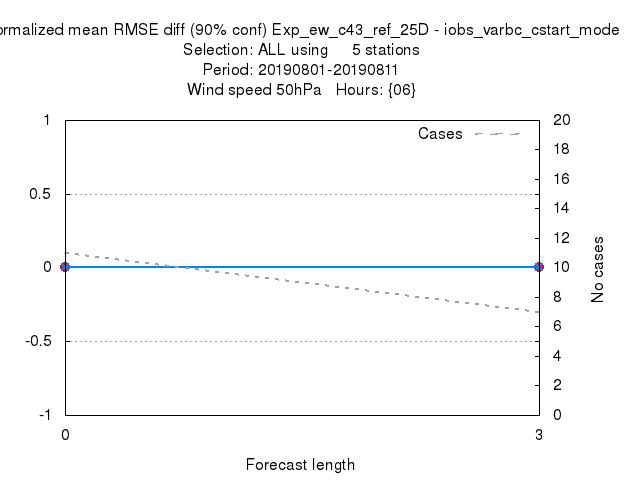 mean RMSE diff (90% conf) Exp_ew_c43_ref_25D - iobs_varbc_cstart_mode
Selection: ALL using 5 stations
Period: 20190801-20190811
Wind speed 50hPa Hours: {06}
Cases
1
0.5
0
-0.5
-1
20
18
16
14
12
10
8
6
4
2
0
No cases
0 3
Forecast length